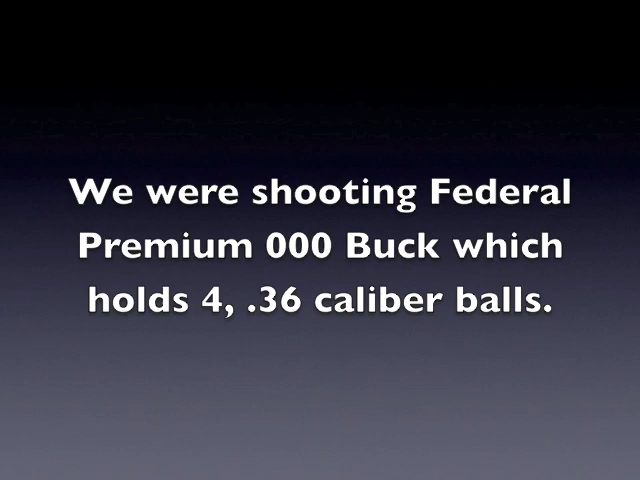 We were shooting Federal
Premium 000 Buck which
holds 4, .36 caliber balls.